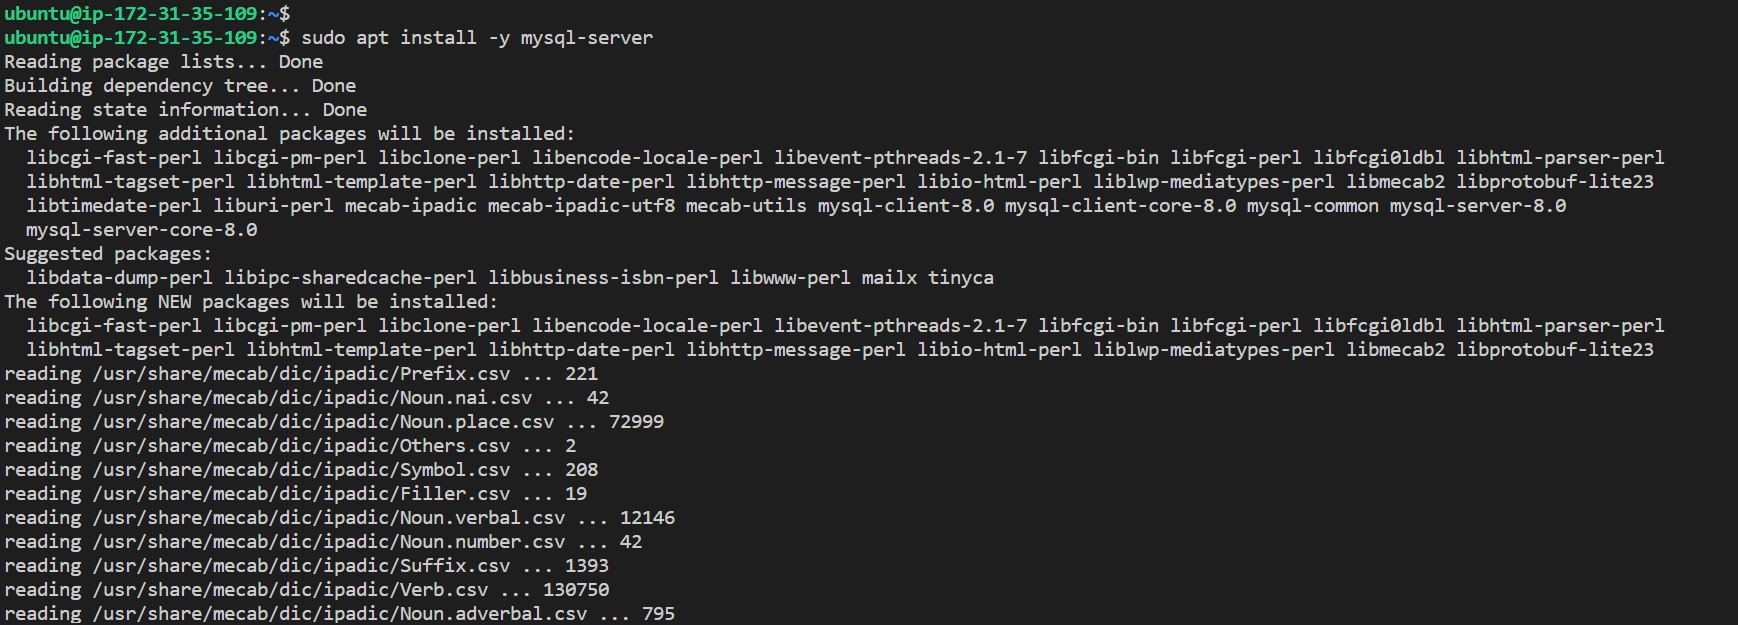 ubuntu@ip-172-31-35-109:~$
ubuntu@ip-172-31-35-109:~$ sudo apt install -y mysql-server
Reading package lists... Done
Building dependency tree... Done
Reading state information... Done
The following additional packages will be installed:
  libcgi-fast-perl libcgi-pm-perl libclone-perl libencode-locale-perl libevent-pthreads-2.1-7 libfcgi-bin libfcgi-perl libfcgi0ldbl libhtml-parser-perl
  libhtml-tagset-perl libhtml-template-perl libhttp-date-perl libhttp-message-perl libio-html-perl liblwp-mediatypes-perl libmecab2 libprotobuf-lite23
  libtimedate-perl liburi-perl mecab-ipadic mecab-ipadic-utf8 mecab-utils mysql-client-8.0 mysql-client-core-8.0 mysql-common mysql-server-8.0
  mysql-server-core-8.0
Suggested packages:
  libdata-dump-perl libipc-sharedcache-perl libbusiness-isbn-perl libwww-perl mailx tinyca
The following NEW packages will be installed:
  libcgi-fast-perl libcgi-pm-perl libclone-perl libencode-locale-perl libevent-pthreads-2.1-7 libfcgi-bin libfcgi-perl libfcgi0ldbl libhtml-parser-perl
  libhtml-tagset-perl libhtml-template-perl libhttp-date-perl libhttp-message-perl libio-html-perl liblwp-mediatypes-perl libmecab2 libprotobuf-lite23
reading /usr/share/mecab/dic/ipadic/Prefix.csv ... 221
reading /usr/share/mecab/dic/ipadic/Noun.nai.csv ... 42
reading /usr/share/mecab/dic/ipadic/Noun.place.csv ... 72999
reading /usr/share/mecab/dic/ipadic/Others.csv ... 2
reading /usr/share/mecab/dic/ipadic/Symbol.csv ... 208
reading /usr/share/mecab/dic/ipadic/Filler.csv ... 19
reading /usr/share/mecab/dic/ipadic/Noun.verbal.csv ... 12146
reading /usr/share/mecab/dic/ipadic/Noun.number.csv ... 42
reading /usr/share/mecab/dic/ipadic/Suffix.csv ... 1393
reading /usr/share/mecab/dic/ipadic/Verb.csv ... 130750
reading /usr/share/mecab/dic/ipadic/Noun.adverbal.csv ... 795